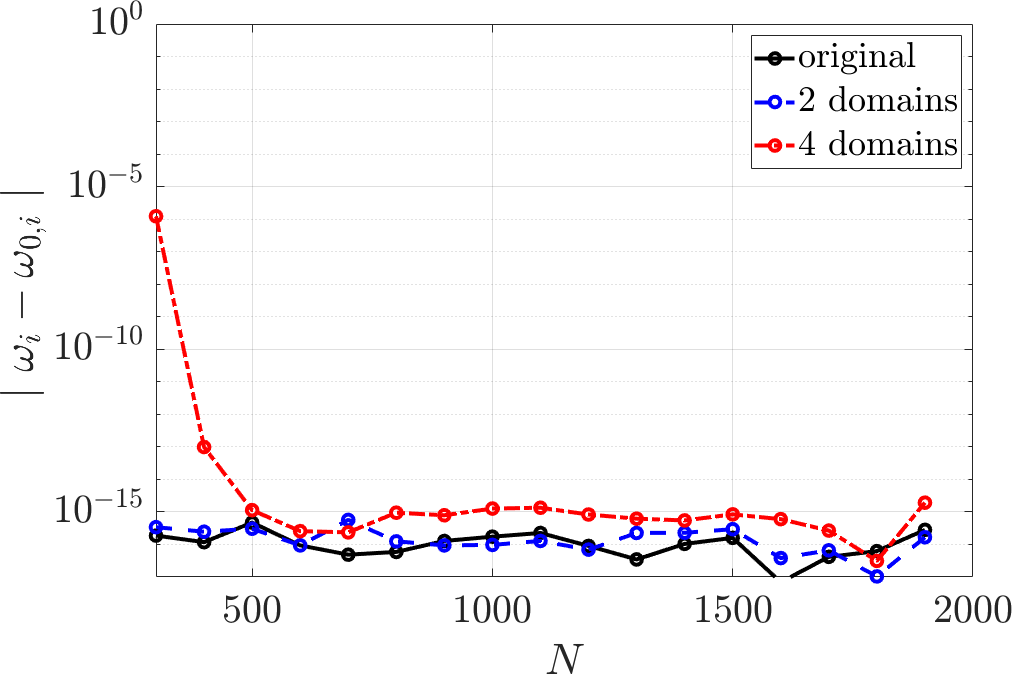 10^0
10^-5
10^-10
10^-15
| ω_i − ω_{0,i} |
original
2 domains
4 domains
500
1000
1500
2000
N